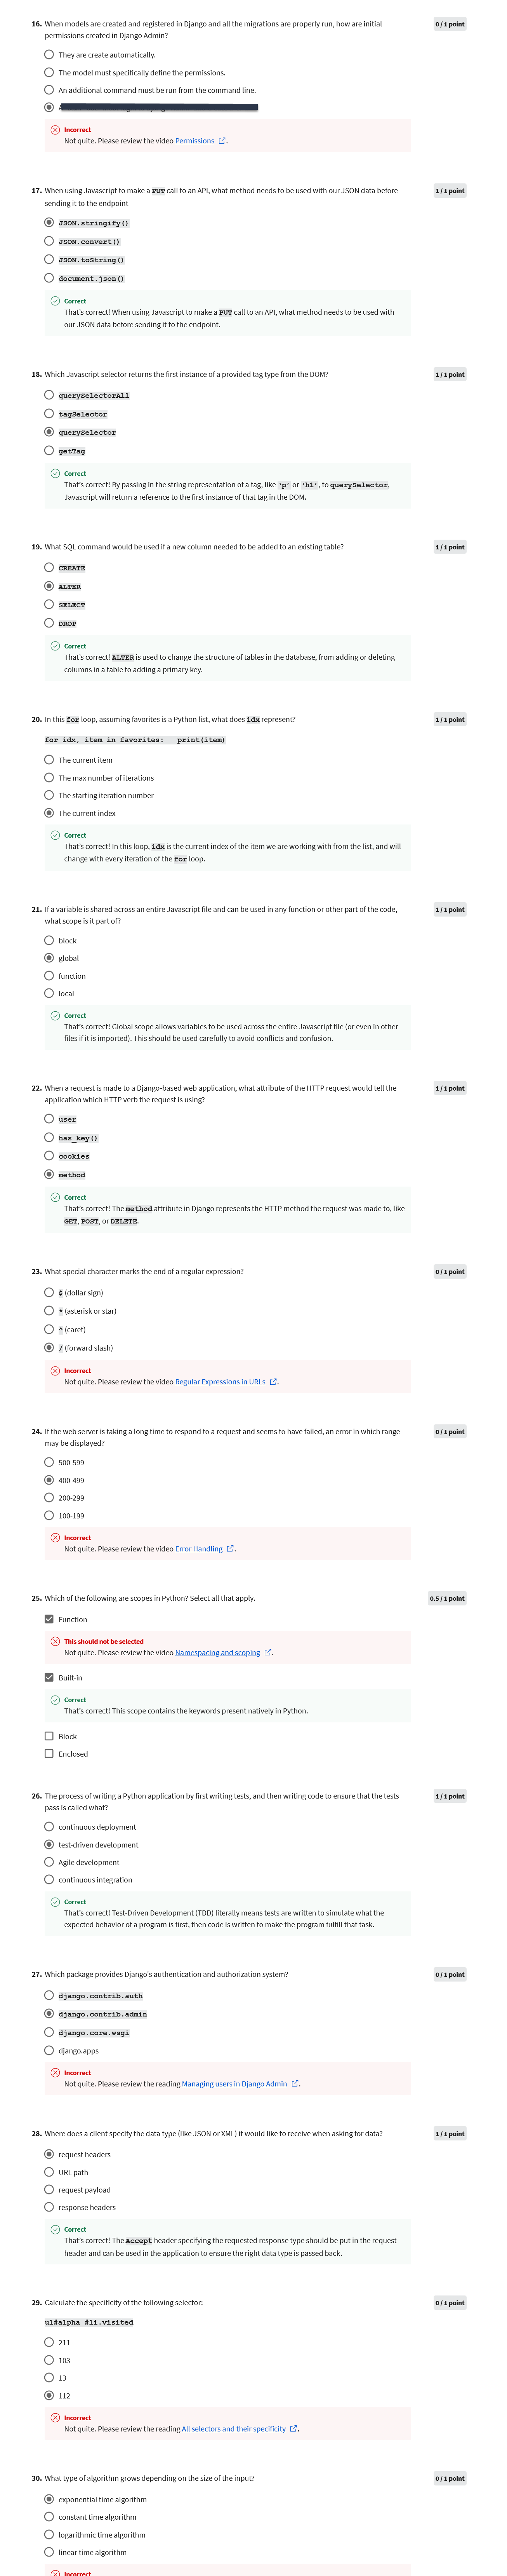 16. When models are created and registered in Django and all the migrations are properly run, how are initial
permissions created in Django Admin?
0 / 1 point
They are create automatically.
The model must specifically define the permissions.
An additional command must be run from the command line.
Incorrect
Not quite. Please review the video Permissions.
17. When using Javascript to make a PUT call to an API, what method needs to be used with our JSON data before
sending it to the endpoint
1 / 1 point
JSON.stringify()
JSON.convert()
JSON.toString()
document.json()
Correct
That's correct! When using Javascript to make a PUT call to an API, what method needs to be used with
our JSON data before sending it to the endpoint.
18. Which Javascript selector returns the first instance of a provided tag type from the DOM?
1 / 1 point
querySelectorAll
tagSelector
querySelector
getTag
Correct
That's correct! By passing in the string representation of a tag, like 'p' or 'h1', to querySelector,
Javascript will return a reference to the first instance of that tag in the DOM.
19. What SQL command would be used if a new column needed to be added to an existing table?
1 / 1 point
CREATE
ALTER
SELECT
DROP
Correct
That's correct! ALTER is used to change the structure of tables in the database, from adding or deleting
columns in a table to adding a primary key.
20. In this for loop, assuming favorites is a Python list, what does idx represent?
1 / 1 point
for idx, item in favorites: print(item)
The current item
The max number of iterations
The starting iteration number
The current index
Correct
That's correct! In this loop, idx is the current index of the item we are working with from the list, and will
change with every iteration of the for loop.
21. If a variable is shared across an entire Javascript file and can be used in any function or other part of the code,
what scope is it part of?
1 / 1 point
block
global
function
local
Correct
That's correct! Global scope allows variables to be used across the entire Javascript file (or even in other
files if it is imported). This should be used carefully to avoid conflicts and confusion.
22. When a request is made to a Django-based web application, what attribute of the HTTP request would tell the
application which HTTP verb the request is using?
1 / 1 point
user
has_key()
cookies
method
Correct
That's correct! The method attribute in Django represents the HTTP method the request was made to, like
GET, POST, or DELETE.
23. What special character marks the end of a regular expression?
0 / 1 point
$ (dollar sign)
* (asterisk or star)
^ (caret)
/ (forward slash)
Incorrect
Not quite. Please review the video Regular Expressions in URLs.
24. If the web server is taking a long time to respond to a request and seems to have failed, an error in which range
may be displayed?
0 / 1 point
500-599
400-499
200-299
100-199
Incorrect
Not quite. Please review the video Error Handling.
25. Which of the following are scopes in Python? Select all that apply.
0.5 / 1 point
Function
This should not be selected
Not quite. Please review the video Namespacing and scoping.
Built-in
Correct
That's correct! This scope contains the keywords present natively in Python.
Block
Enclosed
26. The process of writing a Python application by first writing tests, and then writing code to ensure that the tests
pass is called what?
1 / 1 point
continuous deployment
test-driven development
Agile development
continuous integration
Correct
That's correct! Test-Driven Development (TDD) literally means tests are written to simulate what the
expected behavior of a program is first, then code is written to make the program fulfill that task.
27. Which package provides Django's authentication and authorization system?
0 / 1 point
django.contrib.auth
django.contrib.admin
django.core.wsgi
django.apps
Incorrect
Not quite. Please review the reading Managing users in Django Admin.
28. Where does a client specify the data type (like JSON or XML) it would like to receive when asking for data?
1 / 1 point
request headers
URL path
request payload
response headers
Correct
That's correct! The Accept header specifying the requested response type should be put in the request
header and can be used in the application to ensure the right data type is passed back.
29. Calculate the specificity of the following selector:
0 / 1 point
ul#alpha #li.visited
211
103
13
112
Incorrect
Not quite. Please review the reading All selectors and their specificity.
30. What type of algorithm grows depending on the size of the input?
0 / 1 point
exponential time algorithm
constant time algorithm
logarithmic time algorithm
linear time algorithm
Incorrect